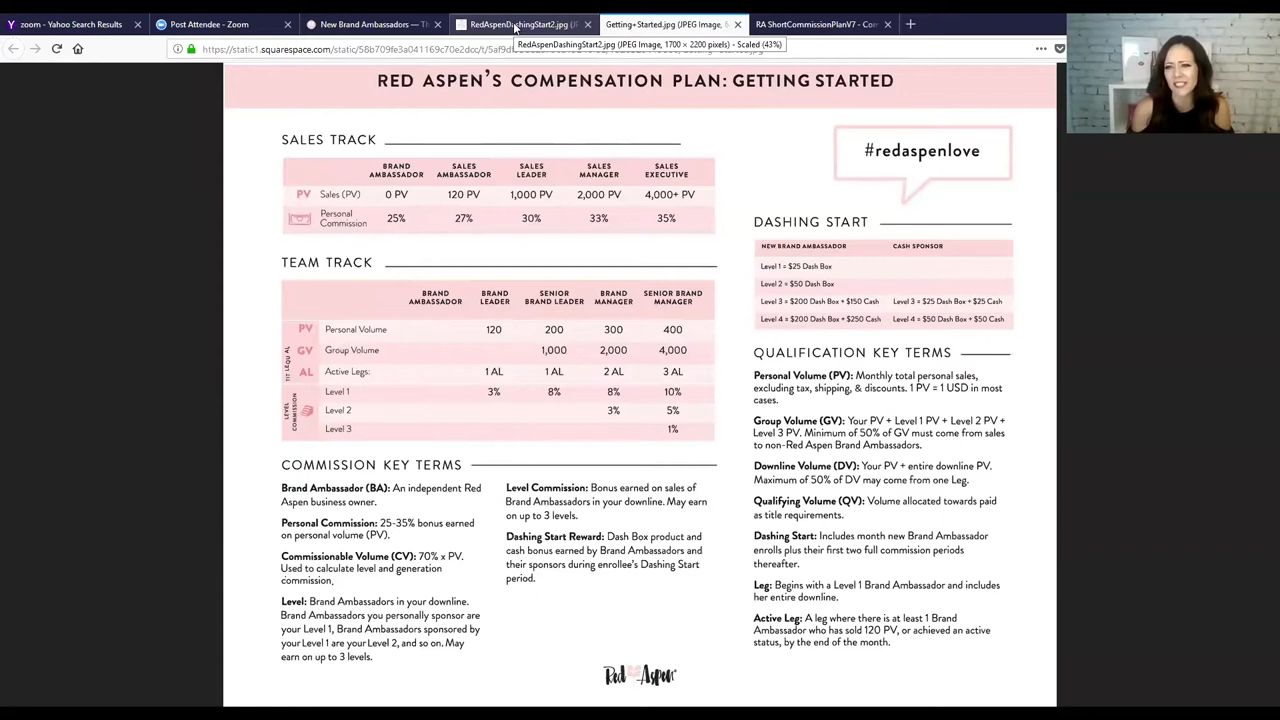 zoom - Yahoo Search Results
Post Attendee - Zoom
New Brand Ambassadors — Th
RedAspenDashingStart2.jpg (JF
Getting+Started.jpg (JPEG Image, 
RA ShortCommissionPlanV7 - Com
RedAspenDashingStart2.jpg (JPEG Image, 1700 × 2200 pixels) - Scaled (43%)
RED ASPEN'S COMPENSATION PLAN: GETTING STARTED
SALES TRACK
BRAND AMBASSADOR SALES AMBASSADOR SALES LEADER SALES MANAGER SALES EXECUTIVE
PV Sales (PV) 0 PV 120 PV 1,000 PV 2,000 PV 4,000+ PV
Personal Commission 25% 27% 30% 33% 35%
TEAM TRACK
BRAND AMBASSADOR BRAND LEADER SENIOR BRAND LEADER BRAND MANAGER SENIOR BRAND MANAGER
PV Personal Volume 120 200 300 400
GV Group Volume 1,000 2,000 4,000
AL Active Legs: 1 AL 1 AL 2 AL 3 AL
LEVEL COMMISSION
Level 1 3% 8% 8% 10%
Level 2 3% 5%
Level 3 1%
COMMISSION KEY TERMS
Brand Ambassador (BA): An independent Red
Aspen business owner.
Personal Commission: 25-35% bonus earned
on personal volume (PV).
Commissionable Volume (CV): 70% x PV.
Used to calculate level and generation
commission.
Level: Brand Ambassadors in your downline.
Brand Ambassadors you personally sponsor are
your Level 1, Brand Ambassadors sponsored by
your Level 1 are your Level 2, and so on. May
earn on up to 3 levels.
Level Commission: Bonus earned on sales of
Brand Ambassadors in your downline. May earn
on up to 3 levels.
Dashing Start Reward: Dash Box product and
cash bonus earned by Brand Ambassadors and
their sponsors during enrollee's Dashing Start
period.
#redaspenlove
DASHING START
NEW BRAND AMBASSADOR CASH SPONSOR
Level 1 = $25 Dash Box
Level 2 = $50 Dash Box
Level 3 = $200 Dash Box + $150 Cash Level 3 = $25 Dash Box + $25 Cash
Level 4 = $200 Dash Box + $250 Cash Level 4 = $50 Dash Box + $50 Cash
QUALIFICATION KEY TERMS
Personal Volume (PV): Monthly total personal sales,
excluding tax, shipping, & discounts. 1 PV = 1 USD in most
cases.
Group Volume (GV): Your PV + Level 1 PV + Level 2 PV +
Level 3 PV. Minimum of 50% of GV must come from sales
to non-Red Aspen Brand Ambassadors.
Downline Volume (DV): Your PV + entire downline PV.
Maximum of 50% of DV may come from one Leg.
Qualifying Volume (QV): Volume allocated towards paid
as title requirements.
Dashing Start: Includes month new Brand Ambassador
enrolls plus their first two full commission periods
thereafter.
Leg: Begins with a Level 1 Brand Ambassador and includes
her entire downline.
Active Leg: A leg where there is at least 1 Brand
Ambassador who has sold 120 PV, or achieved an active
status, by the end of the month.
Red Aspen